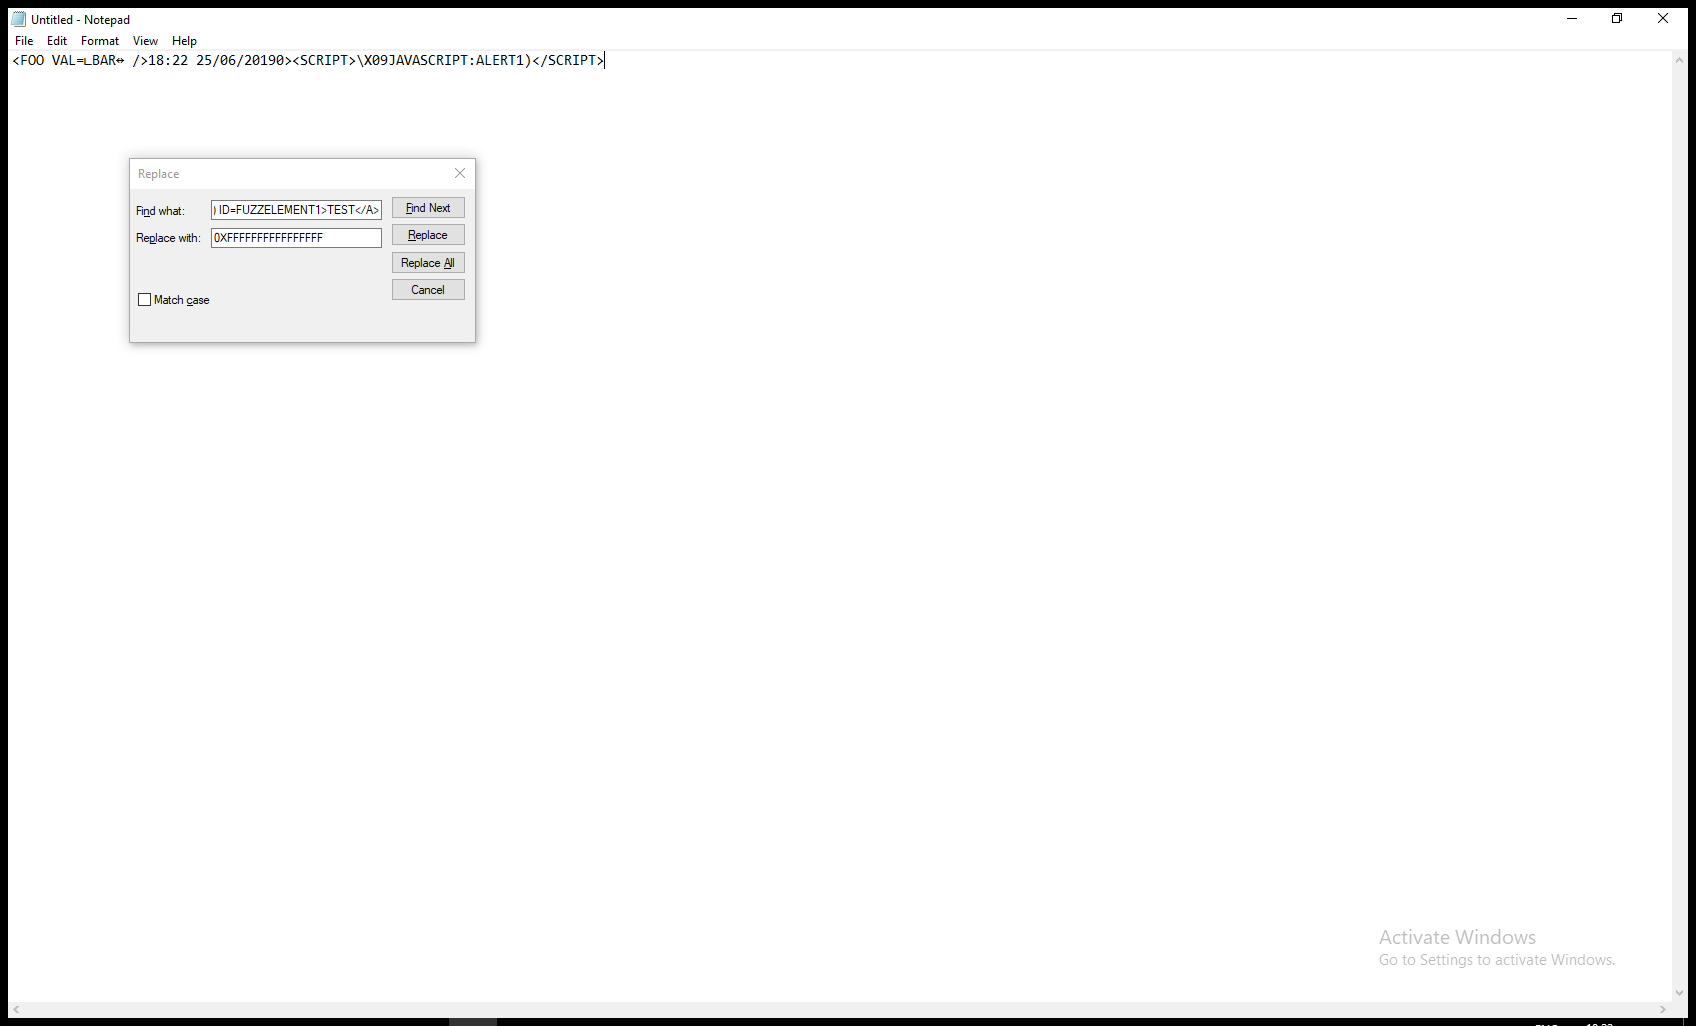 Untitled - Notepad
File Edit Format View Help
<FOO VAL=∟BAR↔ />18:22 25/06/20190><SCRIPT>\X09JAVASCRIPT:ALERT1)</SCRIPT>
Replace
Find what: ) ID=FUZZELEMENT1>TEST</A> Find Next
Replace with: 0XFFFFFFFFFFFFFFFF Replace
Replace All
Cancel
Match case
Activate Windows
Go to Settings to activate Windows.